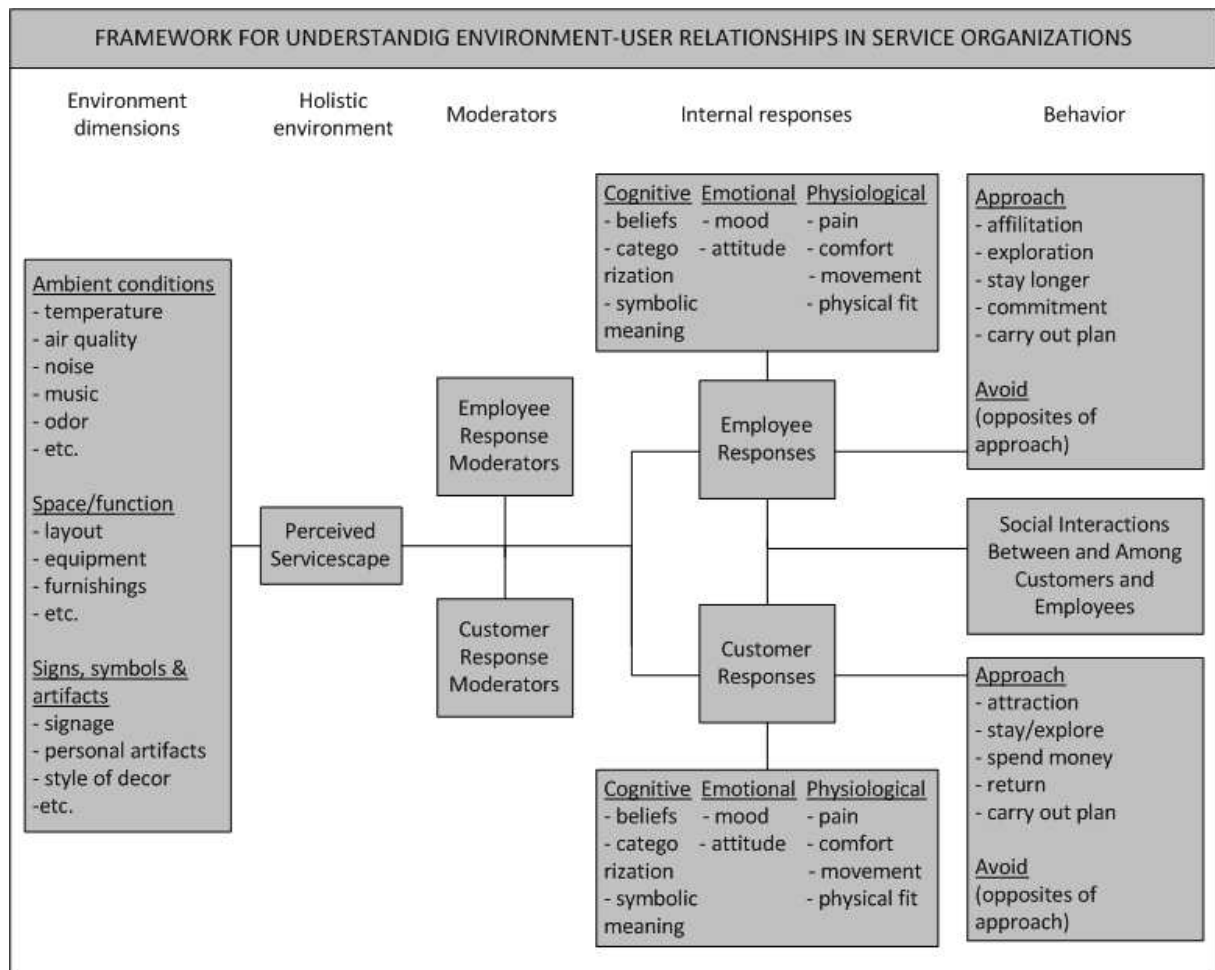 FRAMEWORK FOR UNDERSTANDIG ENVIRONMENT-USER RELATIONSHIPS IN SERVICE ORGANIZATIONS
Environment
dimensions
Holistic
environment
Moderators
Internal responses
Behavior
Ambient conditions
- temperature
- air quality
- noise
- music
- odor
- etc.
Space/function
- layout
- equipment
- furnishings
- etc.
Signs, symbols &
artifacts
- signage
- personal artifacts
- style of decor
-etc.
Perceived
Servicescape
Employee
Response
Moderators
Customer
Response
Moderators
Cognitive
- beliefs
- catego
rization
- symbolic
meaning
Emotional
- mood
- attitude
Physiological
- pain
- comfort
- movement
- physical fit
Employee
Responses
Customer
Responses
Cognitive
- beliefs
- catego
rization
- symbolic
meaning
Emotional
- mood
- attitude
Physiological
- pain
- comfort
- movement
- physical fit
Approach
- affilitation
- exploration
- stay longer
- commitment
- carry out plan
Avoid
(opposites of
approach)
Social Interactions
Between and Among
Customers and
Employees
Approach
- attraction
- stay/explore
- spend money
- return
- carry out plan
Avoid
(opposites of
approach)